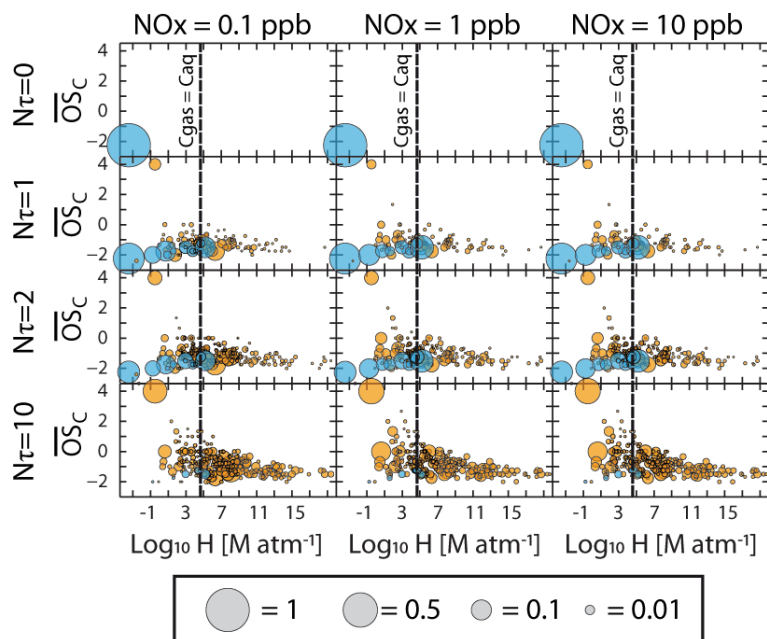 NOx = 0.1 ppb NOx = 1 ppb NOx = 10 ppb
Nτ=0
OSC
4
2
0
−2
Cgas = Caq
Cgas = Caq
Cgas = Caq
Nτ=1
OSC
4
2
0
−2
Nτ=2
OSC
4
2
0
−2
Nτ=10
OSC
4
2
0
−2
-1 3 7 11 15 -1 3 7 11 15 -1 3 7 11 15
Log₁₀ H [M atm⁻¹] Log₁₀ H [M atm⁻¹] Log₁₀ H [M atm⁻¹]
= 1 = 0.5 = 0.1 = 0.01